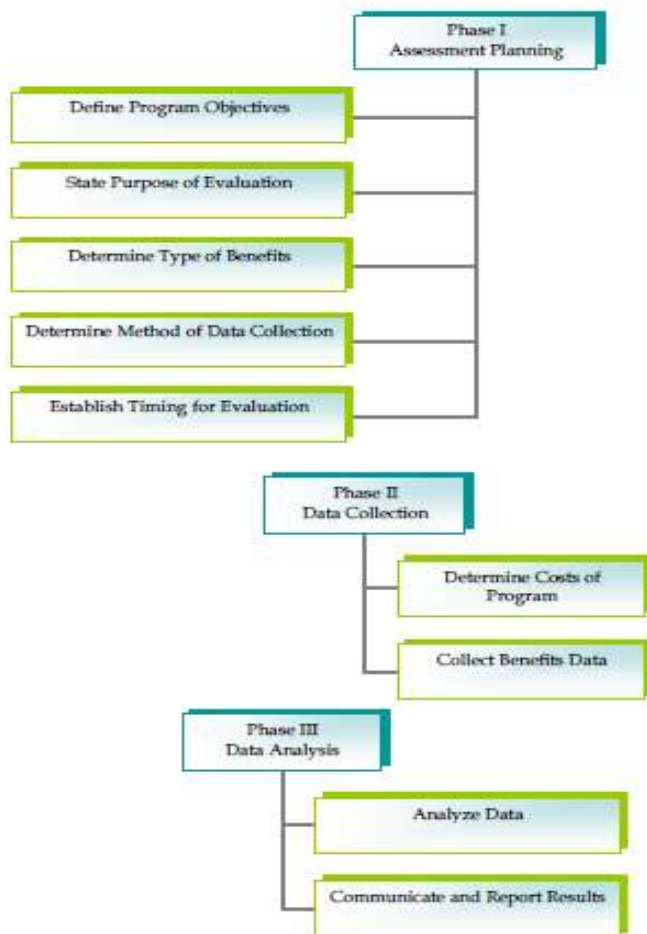 Phase I
Assessment Planning
Define Program Objectives
State Purpose of Evaluation
Determine Type of Benefits
Determine Method of Data Collection
Establish Timing for Evaluation
Phase II
Data Collection
Determine Costs of
Program
Collect Benefits Data
Phase III
Data Analysis
Analyze Data
Communicate and Report Results